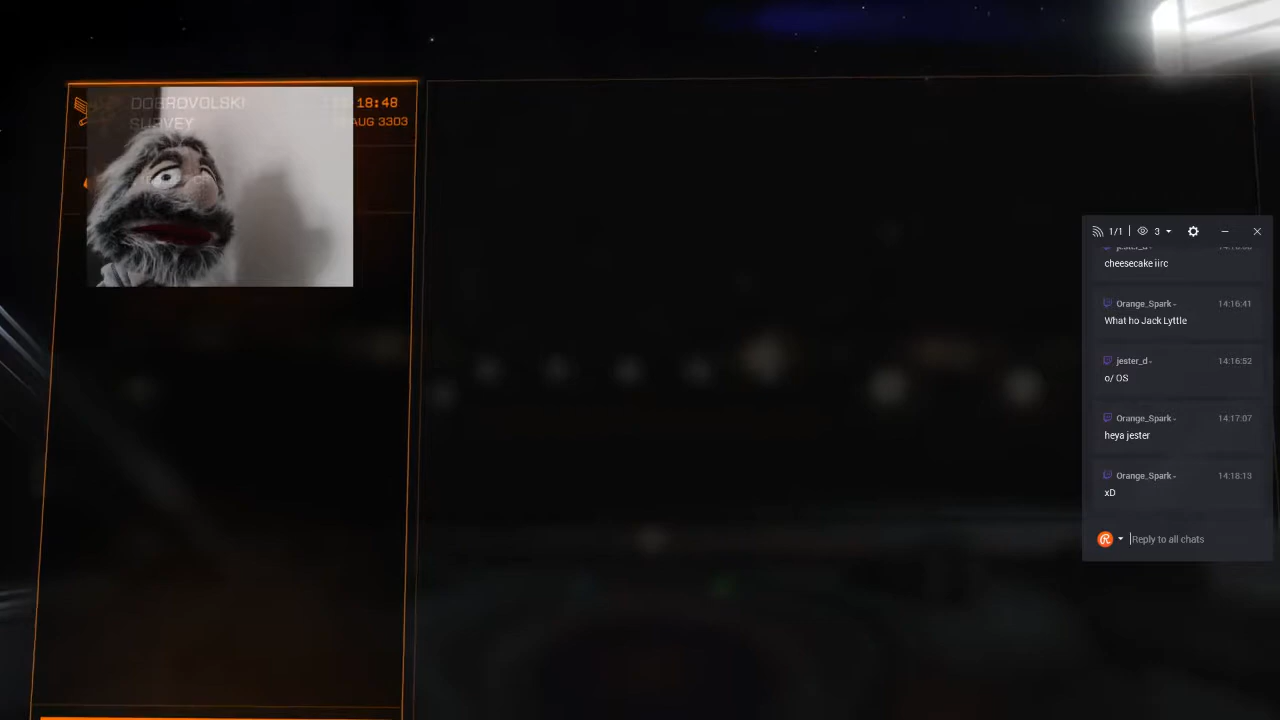 DOBROVOLSKI
SURVEY
18:48
AUG 3303
1/1
3
jester_d
cheesecake iirc
Orange_Spark
14:16:41
What ho Jack Lyttle
jester_d
14:16:52
o/ OS
Orange_Spark
14:17:07
heya jester
Orange_Spark
14:18:13
xD
Reply to all chats